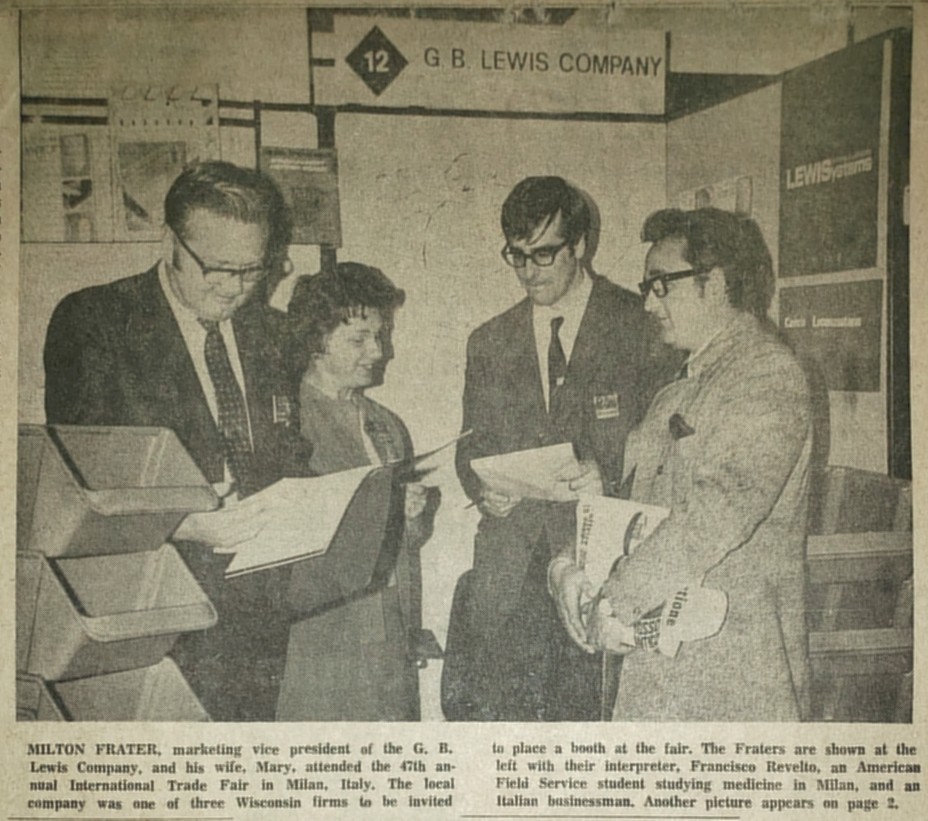 12 G. B. LEWIS COMPANY
LEWISystems
tione
MILTON FRATER, marketing vice president of the G. B.
Lewis Company, and his wife, Mary, attended the 47th an-
nual International Trade Fair in Milan, Italy. The local
company was one of three Wisconsin firms to be invited
to place a booth at the fair. The Fraters are shown at the
left with their interpreter, Francisco Revelto, an American
Field Service student studying medicine in Milan, and an
Italian businessman. Another picture appears on page 2.